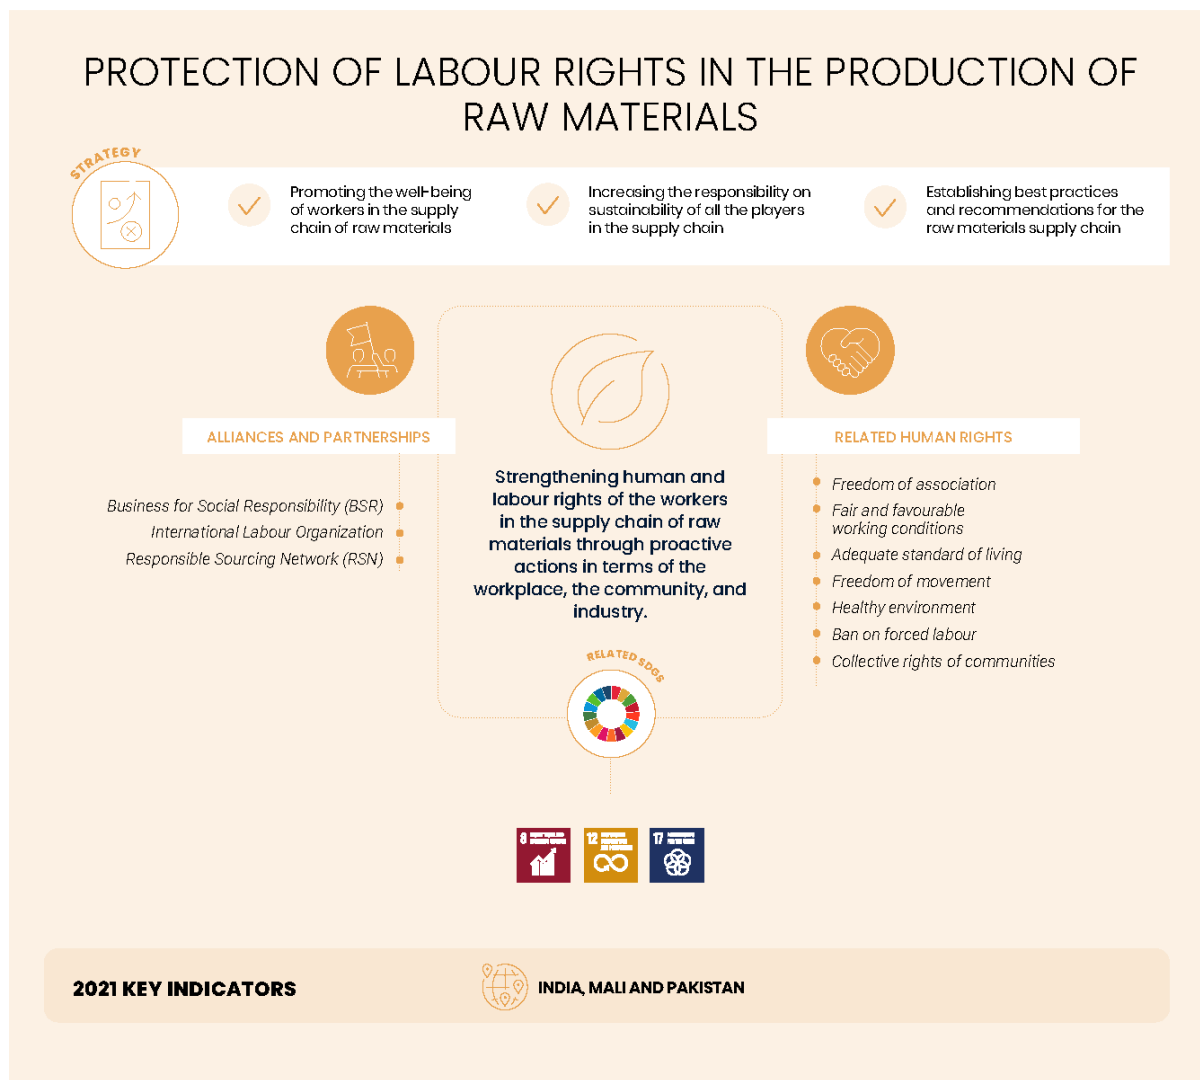 PROTECTION OF LABOUR RIGHTS IN THE PRODUCTION OF
RAW MATERIALS
STRATEGY
Promoting the well-being
of workers in the supply
chain of raw materials
Increasing the responsibility on
sustainability of all the players
in the supply chain
Establishing best practices
and recommendations for the
raw materials supply chain
ALLIANCES AND PARTNERSHIPS
Business for Social Responsibility (BSR)
International Labour Organization
Responsible Sourcing Network (RSN)
Strengthening human and
labour rights of the workers
in the supply chain of raw
materials through proactive
actions in terms of the
workplace, the community, and
industry.
RELATED HUMAN RIGHTS
Freedom of association
Fair and favourable
working conditions
Adequate standard of living
Freedom of movement
Healthy environment
Ban on forced labour
Collective rights of communities
RELATED SDGS
8
12
17
2021 KEY INDICATORS
INDIA, MALI AND PAKISTAN